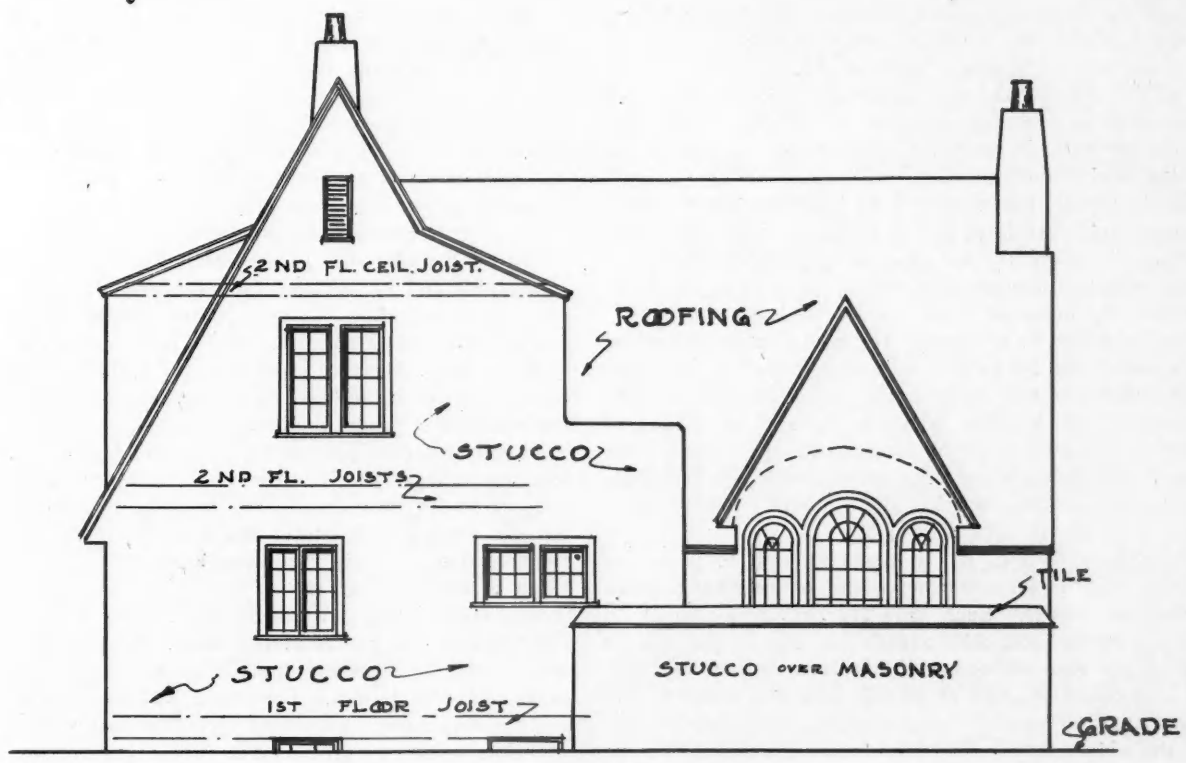 2ND FL. CEIL. JOIST.
ROOFING
STUCCO
2ND FL. JOISTS
TILE
STUCCO
STUCCO OVER MASONRY
1ST FLOOR JOIST
GRADE